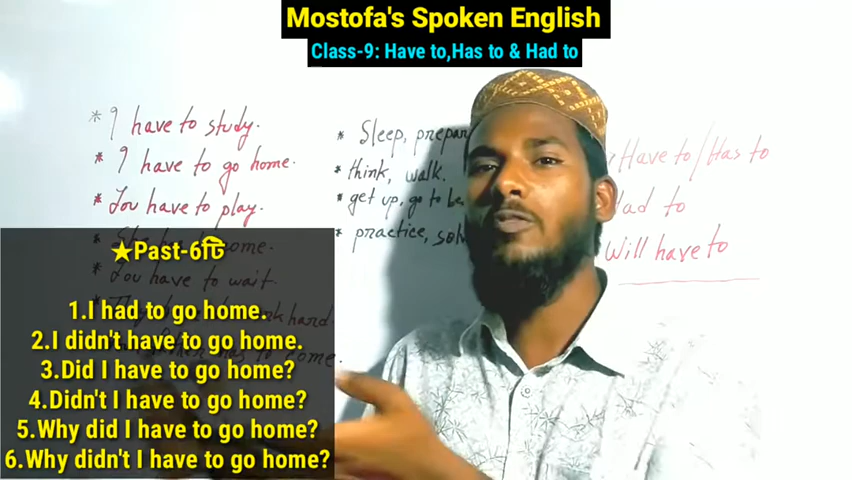 Mostofa's Spoken English
Class-9: Have to,Has to & Had to
* I have to study.
* I have to go home.
* You have to play.
* You have to wait.
* Sleep,
* think, walk.
* get up, go to
* practice,
Have to/Has to
Had to
Will have to
★Past-6টি
1.I had to go home.
2.I didn't have to go home.
3.Did I have to go home?
4.Didn't I have to go home?
5.Why did I have to go home?
6.Why didn't I have to go home?